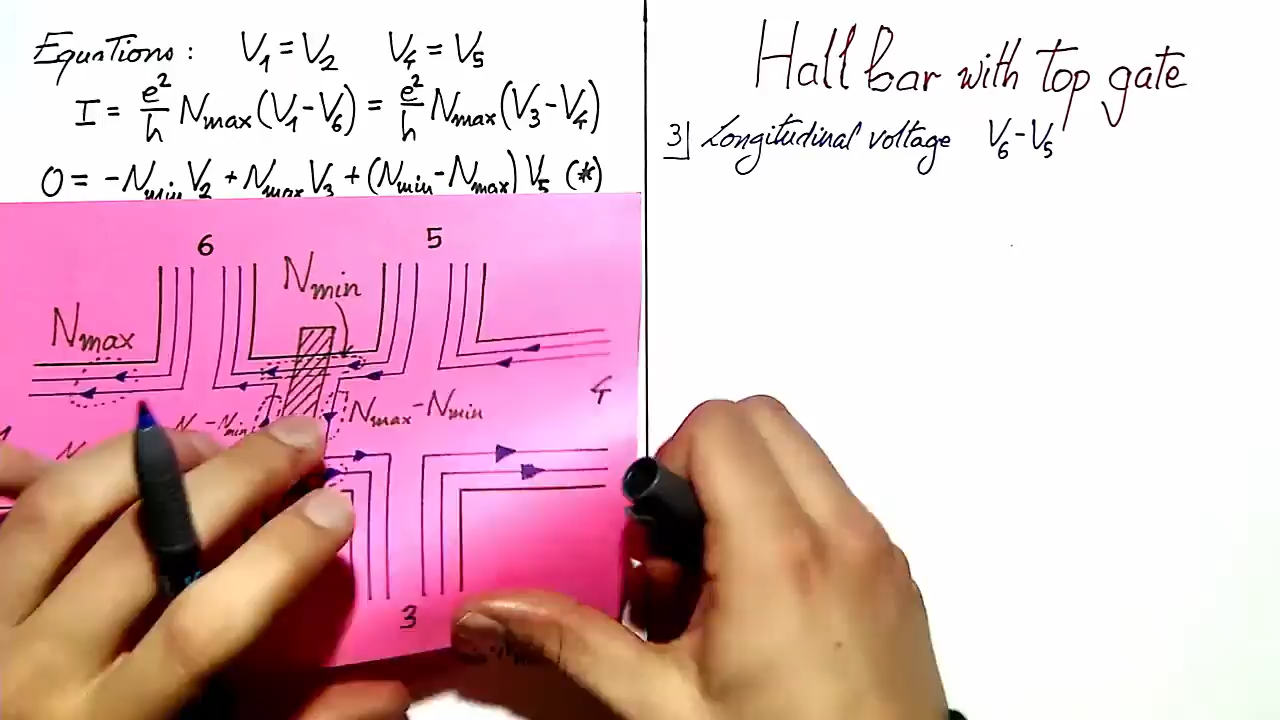 Equations: V₁ = V₂ V₄ = V₅
I = e²/h Nmax (V₁ - V₆) = e²/h Nmax (V₃ - V₄)
0 = -Nmin V₂ + Nmax V₃ + (Nmin - Nmax) V₅ (*)
Hall bar with top gate
3] Longitudinal voltage V₆ - V₅
6
5
Nmin
Nmax
4
- Nmin
Nmax - Nmin
3